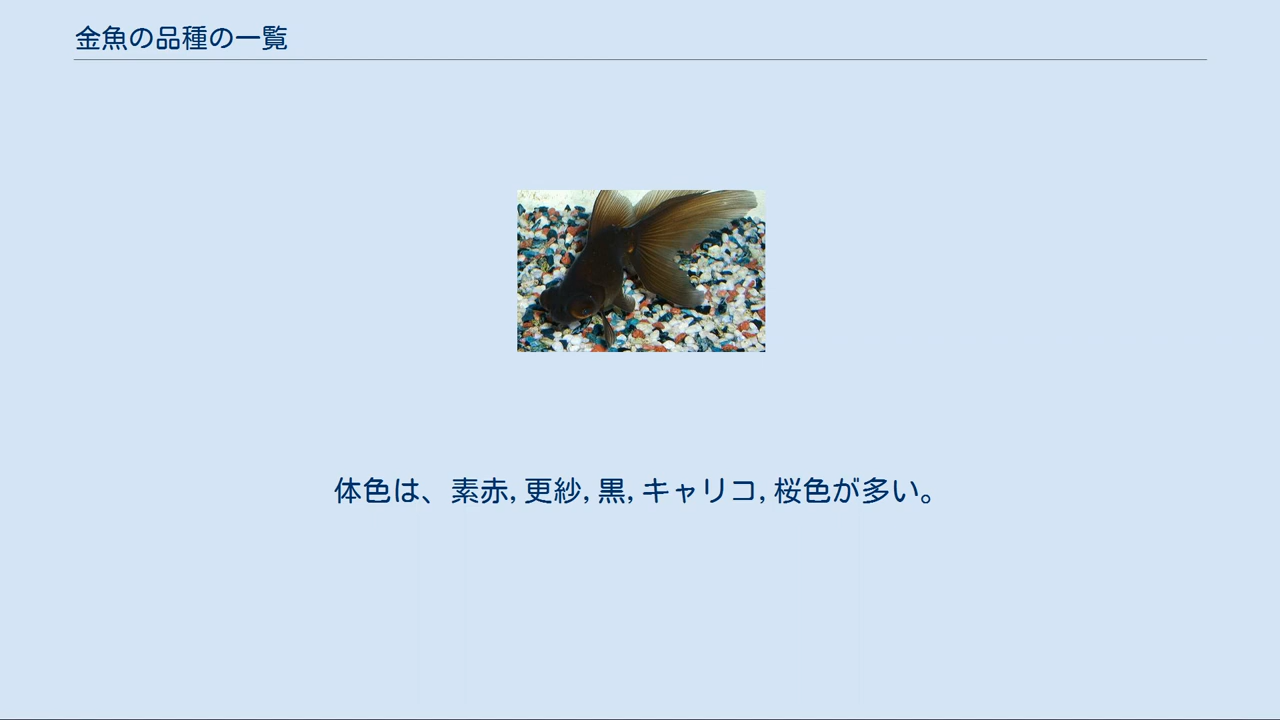 金魚の品種の一覧
体色は、素赤, 更紗, 黒, キャリコ, 桜色が多い。